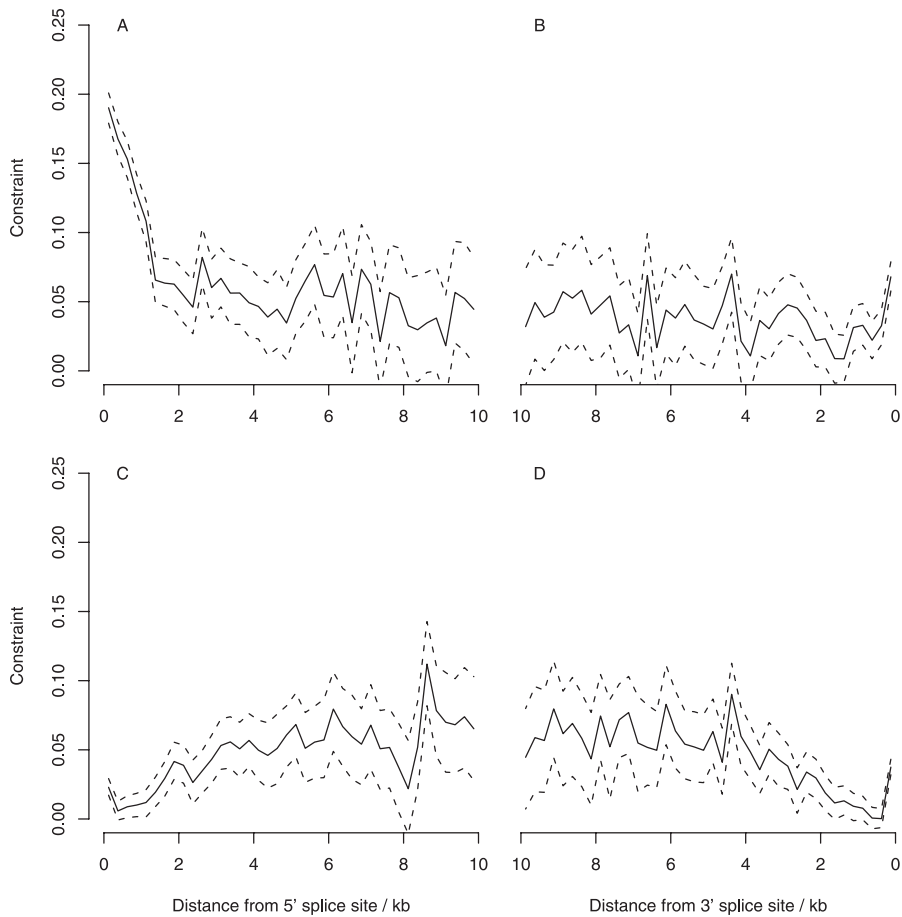 A
B
Constraint
0.25
0.20
0.15
0.10
0.05
0.00
0 2 4 6 8 10
10 8 6 4 2 0
C
D
Constraint
0.25
0.20
0.15
0.10
0.05
0.00
0 2 4 6 8 10
10 8 6 4 2 0
Distance from 5' splice site / kb
Distance from 3' splice site / kb